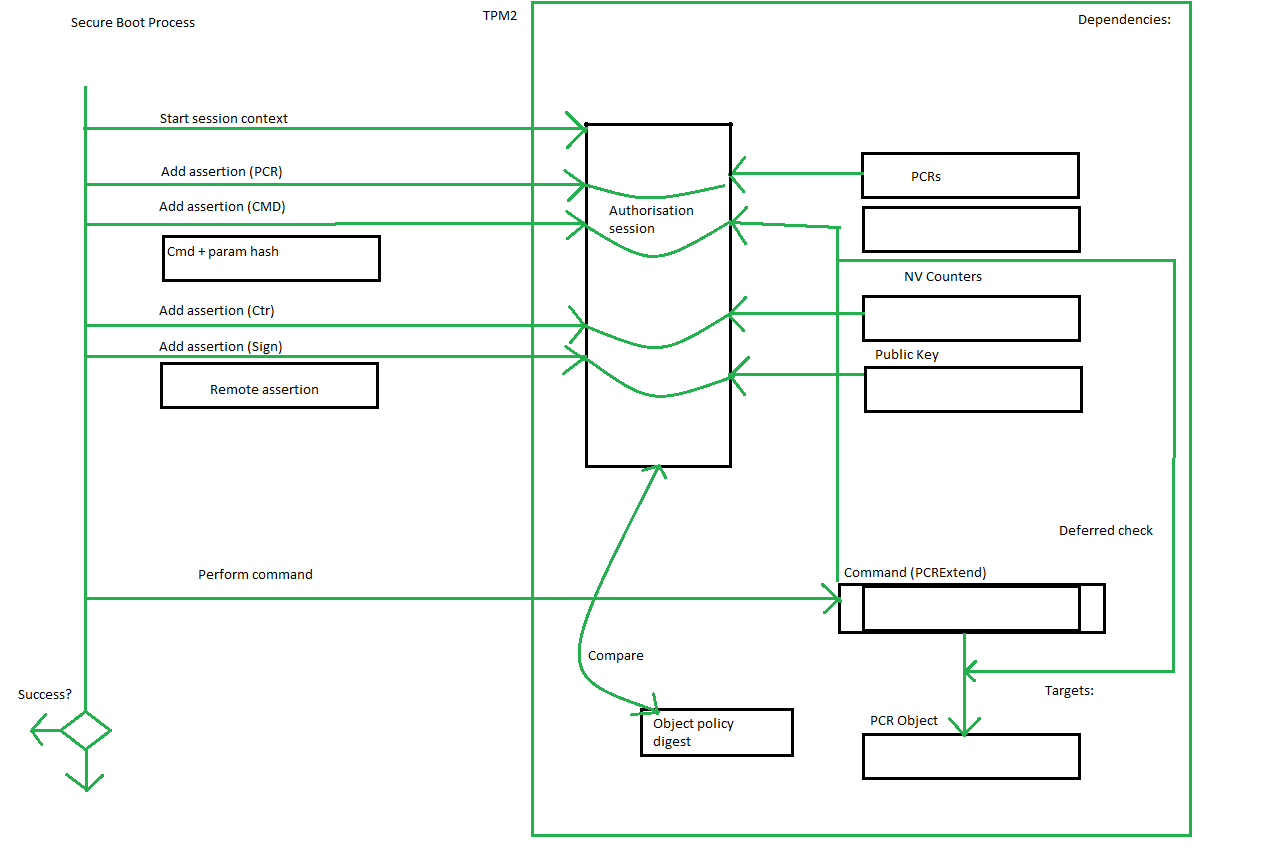 Secure Boot Process
TPM2
Dependencies:
Start session context
Add assertion (PCR)
PCRs
Add assertion (CMD)
Authorisation
session
Cmd + param hash
NV Counters
Add assertion (Ctr)
Add assertion (Sign)
Public Key
Remote assertion
Deferred check
Perform command
Command (PCRExtend)
Compare
Success?
Targets:
Object policy
digest
PCR Object